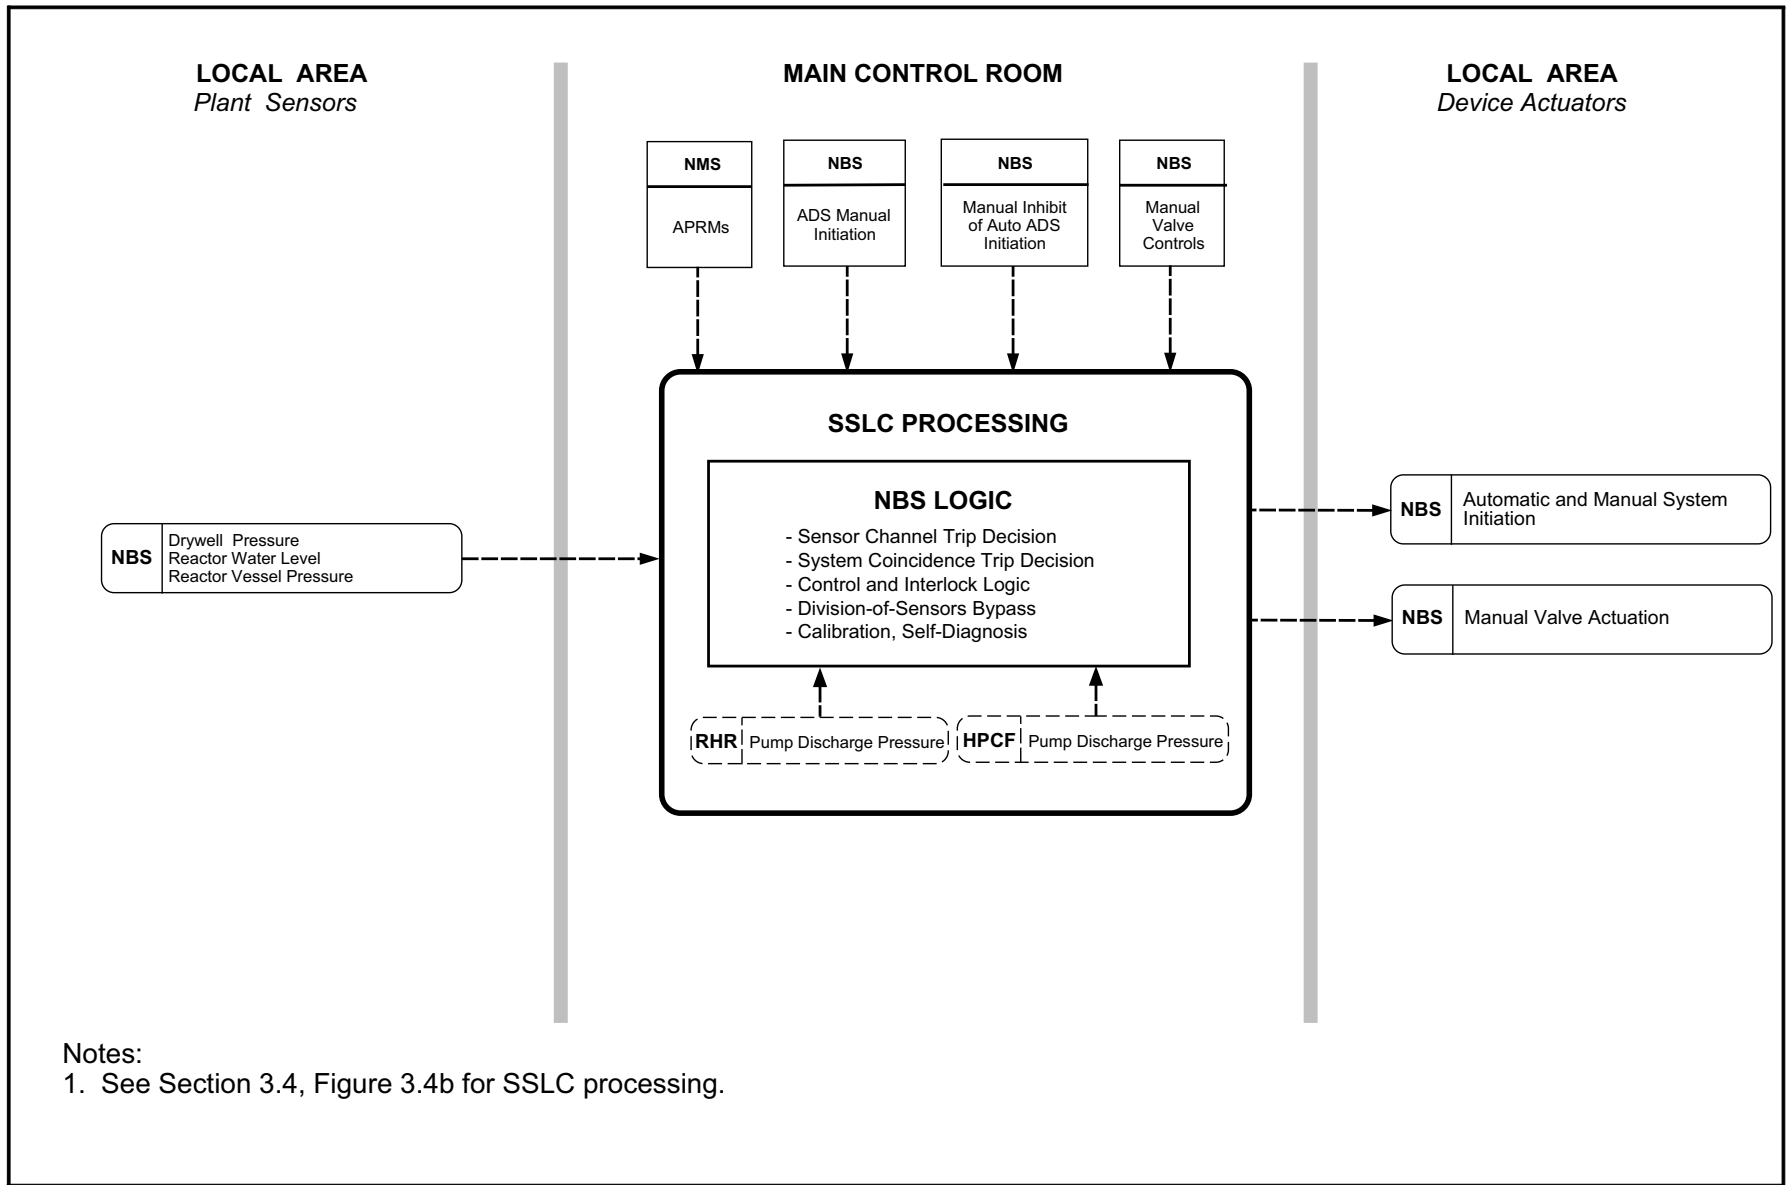 LOCAL AREA
Plant Sensors
MAIN CONTROL ROOM
LOCAL AREA
Device Actuators
NMS
APRMs
NBS
ADS Manual
Initiation
NBS
Manual Inhibit
of Auto ADS
Initiation
NBS
Manual
Valve
Controls
SSLC PROCESSING
NBS LOGIC
- Sensor Channel Trip Decision
- System Coincidence Trip Decision
- Control and Interlock Logic
- Division-of-Sensors Bypass
- Calibration, Self-Diagnosis
NBS
Drywell Pressure
Reactor Water Level
Reactor Vessel Pressure
NBS
Automatic and Manual System
Initiation
NBS
Manual Valve Actuation
RHR
Pump Discharge Pressure
HPCF
Pump Discharge Pressure
Notes:
1. See Section 3.4, Figure 3.4b for SSLC processing.